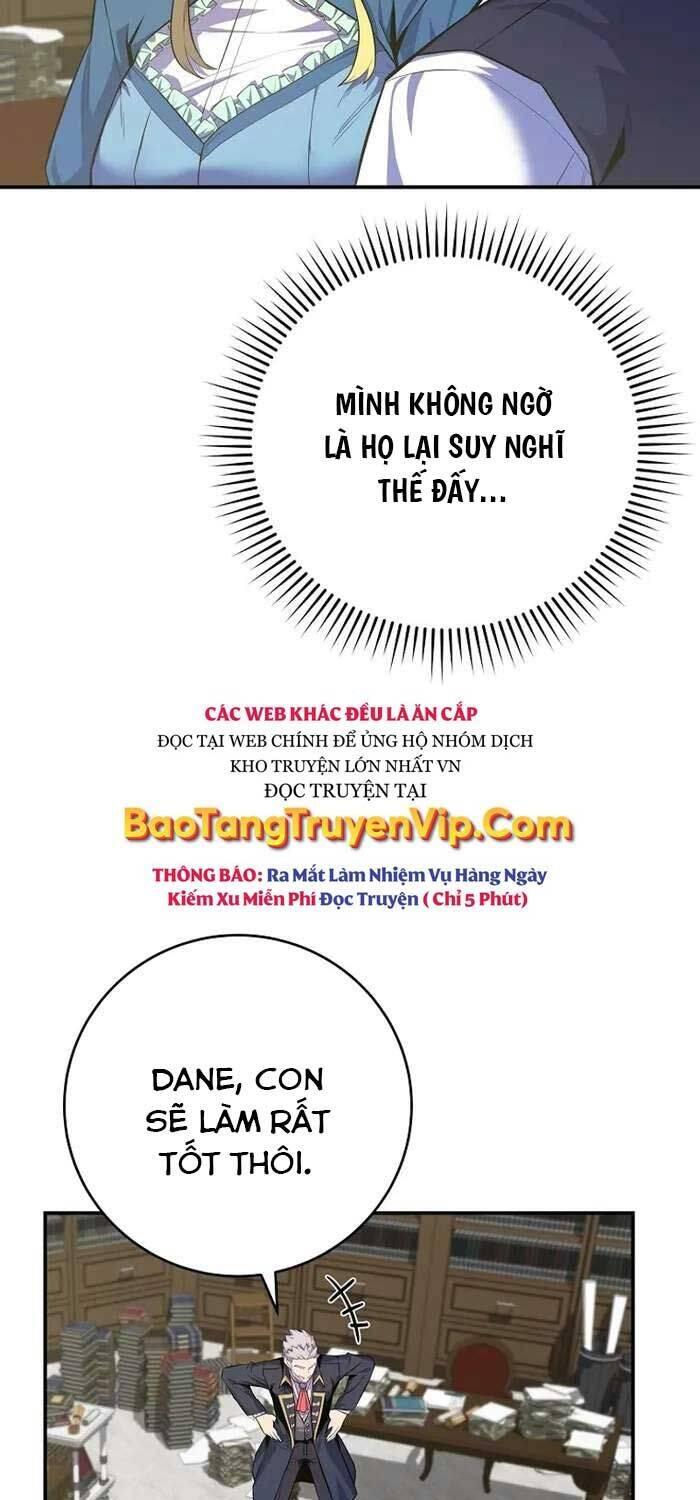 MÌNH KHÔNG NGỜ
LÀ HỌ LẠI SUY NGHĨ
THẾ ĐẤY...
CÁC WEB KHÁC ĐỀU LÀ ĂN CẮP
ĐỌC TẠI WEB CHÍNH ĐỂ ỦNG HỘ NHÓM DỊCH
KHO TRUYỆN LỚN NHẤT VN
ĐỌC TRUYỆN TẠI
BaoTangTruyenVip.Com
THÔNG BÁO: Ra Mắt Làm Nhiệm Vụ Hàng Ngày
Kiếm Xu Miễn Phí Đọc Truyện ( Chỉ 5 Phút)
DANE, CON
SẼ LÀM RẤT
TỐT THÔI.